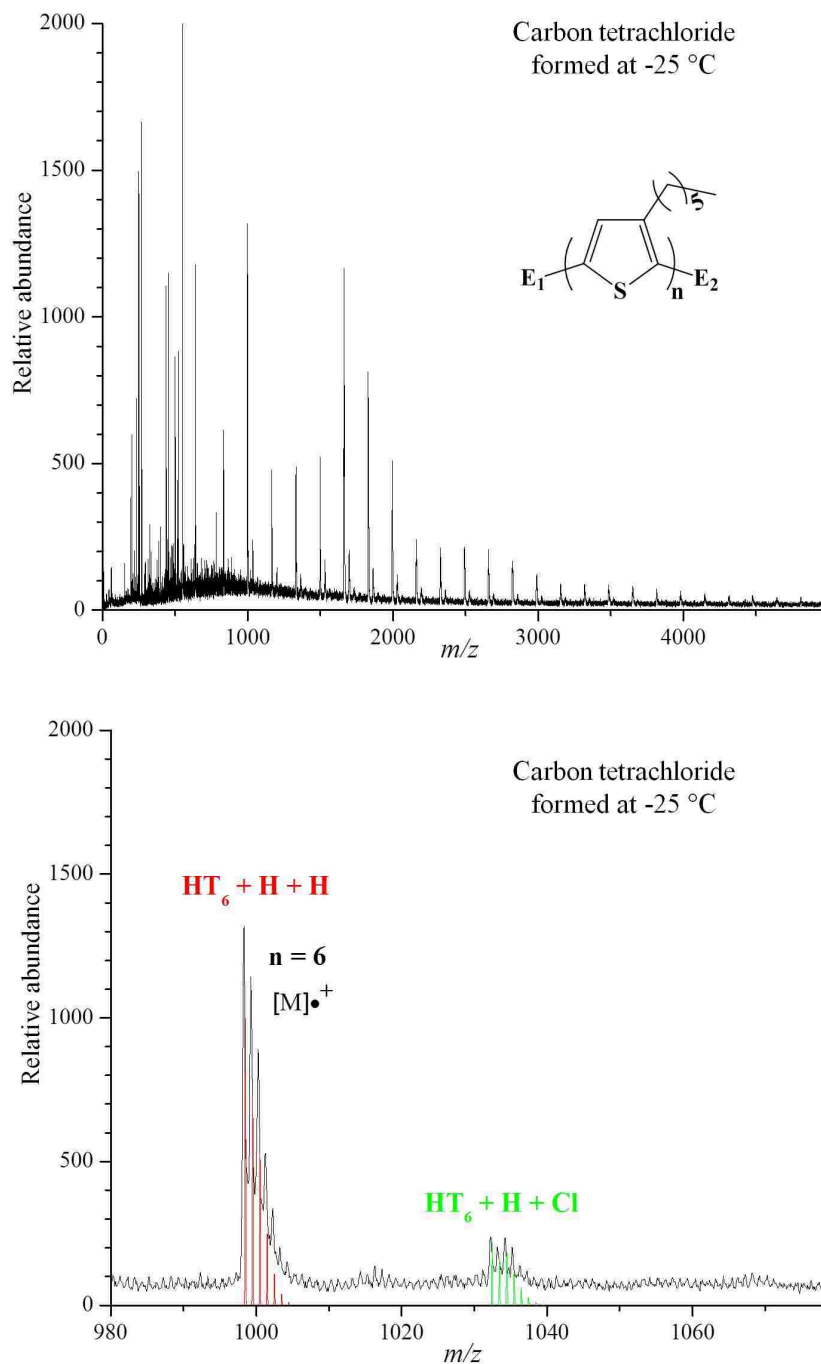 2000
Carbon tetrachloride
formed at -25 °C
1500
Relative abundance
5
E₁
S
n
E₂
1000
500
0
0
1000
2000
3000
4000
m/z
2000
Carbon tetrachloride
formed at -25 °C
1500
HT₆ + H + H
n = 6
[M]•⁺
Relative abundance
1000
500
HT₆ + H + Cl
0
980
1000
1020
1040
1060
m/z